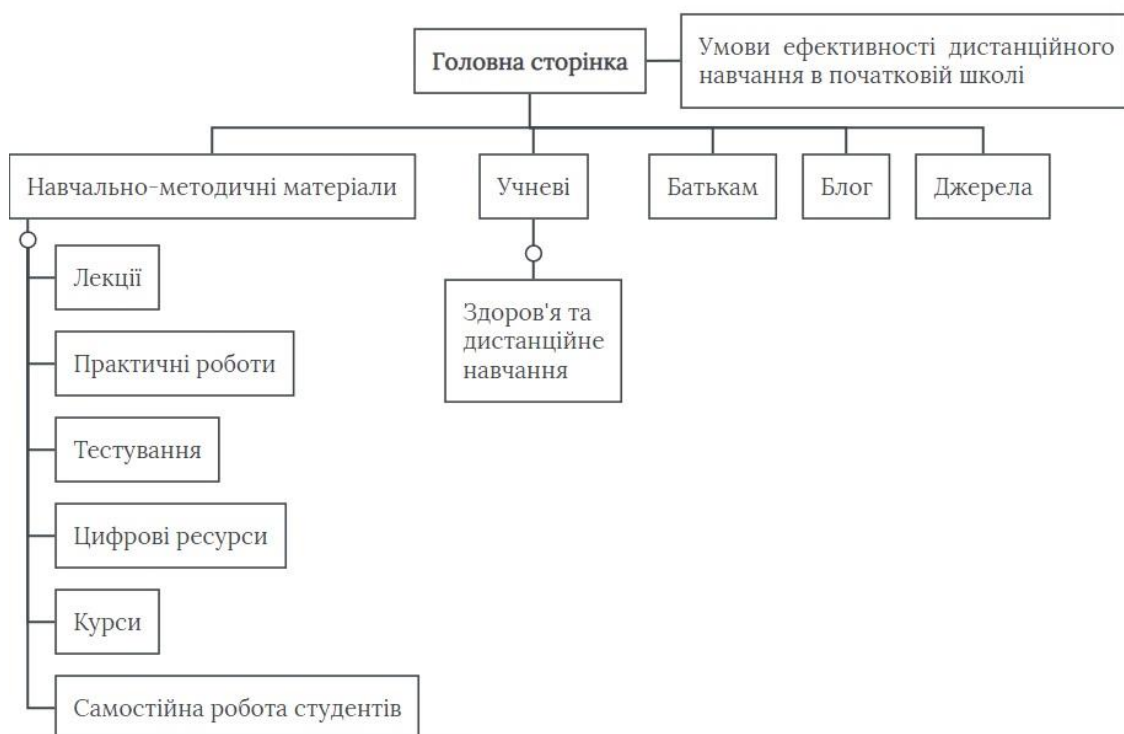 Головна сторінка
Умови ефективності дистанційного
навчання в початковій школі
Навчально-методичні матеріали
Учневі
Батькам
Блог
Джерела
Лекції
Практичні роботи
Тестування
Цифрові ресурси
Курси
Самостійна робота студентів
Здоров'я та
дистанційне
навчання